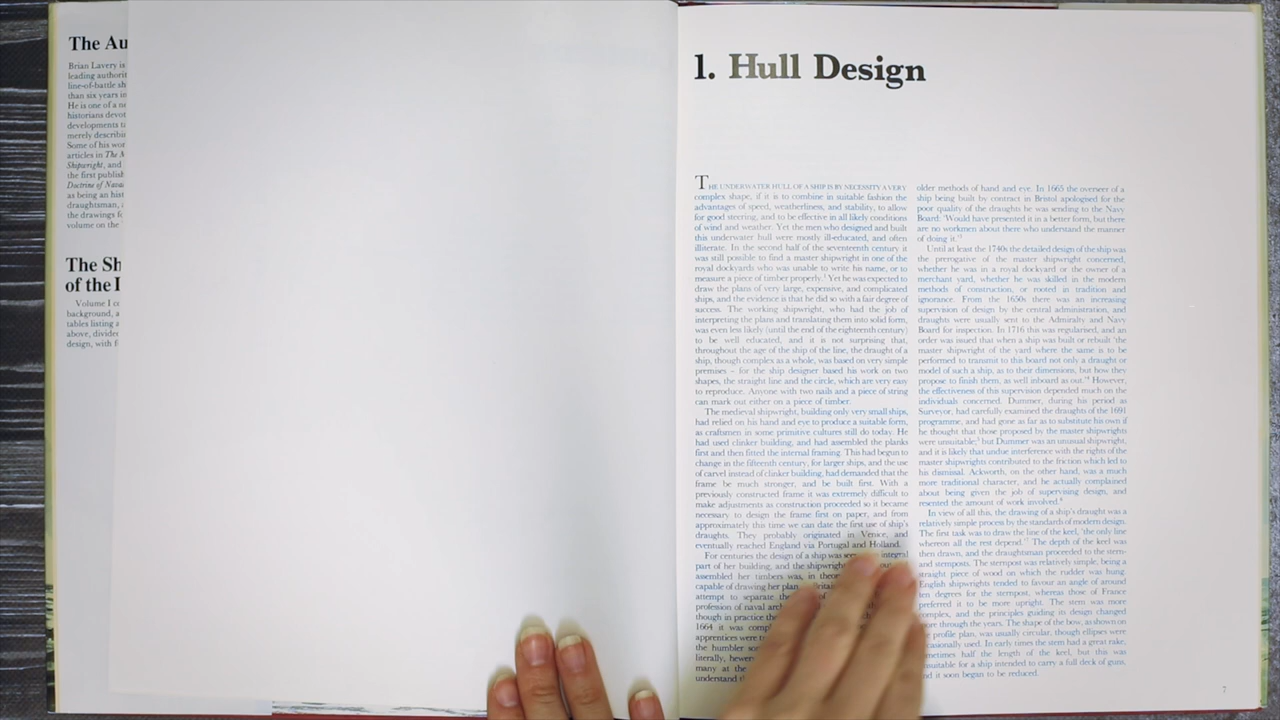 The Au
Brian Lavery is
leading authorit
line-of-battle sh
than six years in
He is one of a ne
historians devot
developments ta
merely describin
Some of his wor
articles in The M
Shipwright, and
the first publish
Doctrine of Nava
as being an hist
draughtsman,
the drawings fo
volume on the
The Sh
of the I
Volume I co
background, a
tables listing a
above, divided
design, with f
1. Hull Design
THE UNDERWATER HULL OF A SHIP IS BY NECESSITY A VERY
complex shape, if it is to combine in suitable fashion the
advantages of speed, weatherliness, and stability, to allow
for good steering, and to be effective in all likely conditions
of wind and weather. Yet the men who designed and built
this underwater hull were mostly ill-educated, and often
illiterate. In the second half of the seventeenth century it
was still possible to find a master shipwright in one of the
royal dockyards who was unable to write his name, or to
measure a piece of timber properly.¹ Yet he was expected to
draw the plans of very large, expensive, and complicated
ships, and the evidence is that he did so with a fair degree of
success. The working shipwright, who had the job of
interpreting the plans and translating them into solid form,
was even less likely (until the end of the eighteenth century)
to be well educated, and it is not surprising that,
throughout the age of the ship of the line, the draught of a
ship, though complex as a whole, was based on very simple
premises – for the ship designer based his work on two
shapes, the straight line and the circle, which are very easy
to reproduce. Anyone with two nails and a piece of string
can mark out either on a piece of timber.
The medieval shipwright, building only very small ships,
had relied on his hand and eye to produce a suitable form,
as craftsmen in some primitive cultures still do today. He
had used clinker building, and had assembled the planks
first and then fitted the internal framing. This had begun to
change in the fifteenth century, for larger ships, and the use
of carvel instead of clinker building, had demanded that the
frame be much stronger, and be built first. With a
previously constructed frame it was extremely difficult to
make adjustments as construction proceeded so it became
necessary to design the frame first on paper, and from
approximately this time we can date the first use of ship's
draughts. They probably originated in Venice, and
eventually reached England via Portugal and Holland.
For centuries the design of a ship was integral
part of her building, and the shipwright
assembled her timbers was, in theor
capable of drawing her plan
attempt to separate the of
profession of naval arch
though in practice the
1664 it was comp
apprentices were t
the humbler so
literally, hewer
many at the
understand t
older methods of hand and eye. In 1665 the overseer of a
ship being built by contract in Bristol apologised for the
poor quality of the draughts he was sending to the Navy
Board: 'Would have presented it in a better form, but there
are no workmen about there who understand the manner
of doing it.'³
Until at least the 1740s the detailed design of the ship was
the prerogative of the master shipwright concerned,
whether he was in a royal dockyard or the owner of a
merchant yard, whether he was skilled in the modern
methods of construction, or rooted in tradition and
ignorance. From the 1650s there was an increasing
supervision of design by the central administration, and
draughts were usually sent to the Admiralty and Navy
Board for inspection. In 1716 this was regularised, and an
order was issued that when a ship was built or rebuilt 'the
master shipwright of the yard where the same is to be
performed to transmit to this board not only a draught or
model of such a ship, as to their dimensions, but how they
propose to finish them, as well inboard as out.'⁴ However,
the effectiveness of this supervision depended much on the
individuals concerned. Dummer, during his period as
Surveyor, had carefully examined the draughts of the 1691
programme, and had gone as far as to substitute his own if
he thought that those proposed by the master shipwrights
were unsuitable;⁵ but Dummer was an unusual shipwright,
and it is likely that undue interference with the rights of the
master shipwrights contributed to the friction which led to
his dismissal. Ackworth, on the other hand, was a much
more traditional character, and he actually complained
about being given the job of supervising design, and
resented the amount of work involved.⁶
In view of all this, the drawing of a ship's draught was a
relatively simple process by the standards of modern design.
The first task was to draw the line of the keel, 'the only line
whereon all the rest depend.'⁷ The depth of the keel was
then drawn, and the draughtsman proceeded to the stem-
and sternposts. The sternpost was relatively simple, being a
straight piece of wood on which the rudder was hung.
English shipwrights tended to favour an angle of around
ten degrees for the sternpost, whereas those of France
preferred it to be more upright. The stem was more
complex, and the principles guiding its design changed
more through the years. The shape of the bow, as shown on
profile plan, was usually circular, though ellipses were
casionally used. In early times the stem had a great rake,
metimes half the length of the keel, but this was
nsuitable for a ship intended to carry a full deck of guns,
nd it soon began to be reduced.
7